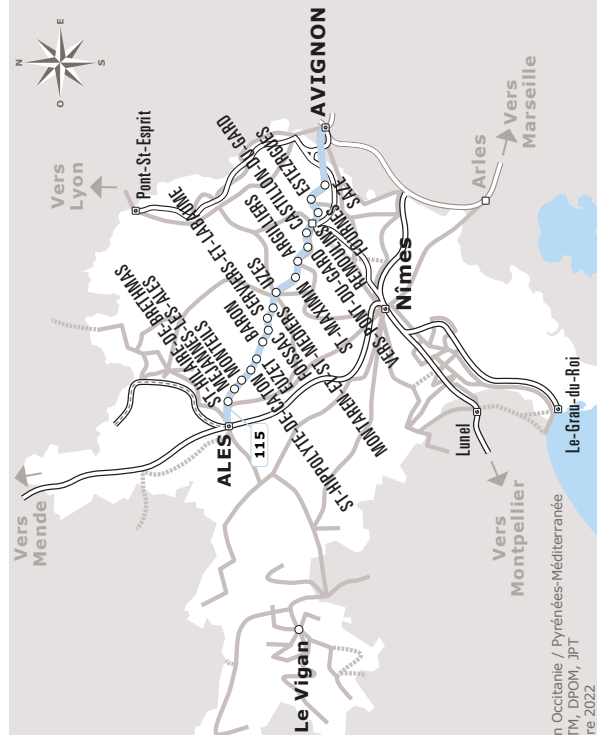 N
E
S
O
Vers
Lyon
Pont-St-Esprit
AVIGNON
Vers
Marseille
Arles
CASTILLON-DU-GARD
ESTEZARGUES
ARGILLIERS
SERVIERS-ET-LABAUME
UZES
BARON
ST-HILAIRE-DE-BRETHMAS
MEJANNES-LES-ALES
MONTEILS
SAZE
FOURNES
REMOULINS
VERS-PONT-DU-GARD
ST-MAXIMIN
MONTAREN-ET-ST MEDIERS
FOISSAC
EUZET
ST-HIPPOLYTE-DE-CATON
ALES
115
Nîmes
Vers
Mende
Lunel
Le-Grau-du-Roi
Vers
Montpellier
Le Vigan
n Occitanie / Pyrénées-Méditerranée
TM, DPOM, JPT
re 2022